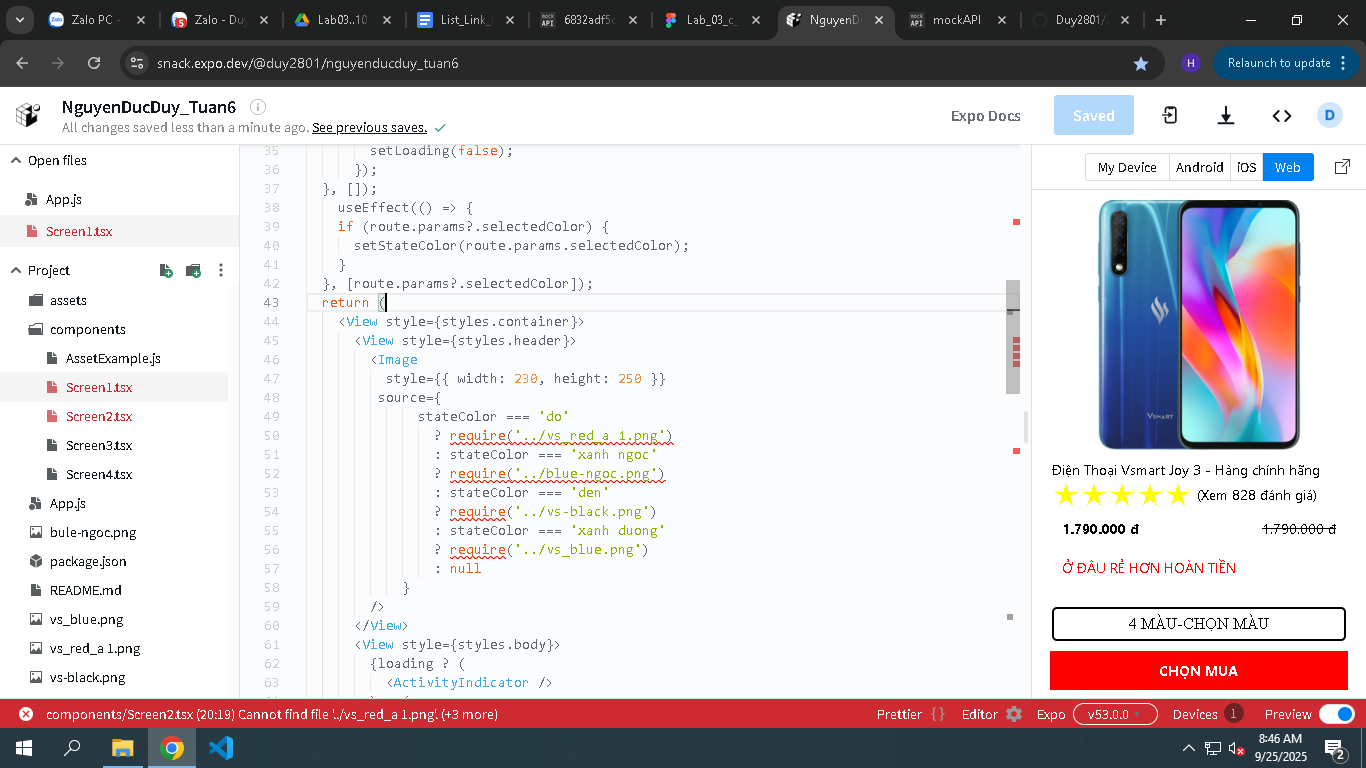 Zalo PC -
Zalo - Du
Lab03..10
List_Link_
6832adf5c
Lab_03_c_
NguyenD
mockAPI
Duy2801/
snack.expo.dev/@duy2801/nguyenducduy_tuan6
H
Relaunch to update
NguyenDucDuy_Tuan6
All changes saved less than a minute ago. See previous saves.
Expo Docs
Saved
D
Open files
App.js
Screen1.tsx
Project
assets
components
AssetExample.js
Screen1.tsx
Screen2.tsx
Screen3.tsx
Screen4.tsx
App.js
bule-ngoc.png
package.json
README.md
vs_blue.png
vs_red_a 1.png
vs-black.png
35 setLoading(false);
36 });
37 }, []);
38 useEffect(() => {
39 if (route.params?.selectedColor) {
40 setStateColor(route.params.selectedColor);
41 }
42 }, [route.params?.selectedColor]);
43 return (
44 <View style={styles.container}>
45 <View style={styles.header}>
46 <Image
47 style={{ width: 230, height: 250 }}
48 source={
49 stateColor === 'do'
50 ? require('../vs_red_a 1.png')
51 : stateColor === 'xanh ngoc'
52 ? require('../blue-ngoc.png')
53 : stateColor === 'den'
54 ? require('../vs-black.png')
55 : stateColor === 'xanh duong'
56 ? require('../vs_blue.png')
57 : null
58 }
59 />
60 </View>
61 <View style={styles.body}>
62 {loading ? (
63 <ActivityIndicator />
My Device
Android
iOS
Web
VSMART
Điện Thoại Vsmart Joy 3 - Hàng chính hãng
(Xem 828 đánh giá)
1.790.000 đ
1.790.000 đ
Ở ĐÂU RẺ HƠN HOÀN TIỀN
4 MÀU-CHỌN MÀU
CHỌN MUA
components/Screen2.tsx (20:19) Cannot find file '../vs_red_a 1.png'. (+3 more)
Prettier { }
Editor
Expo
v53.0.0
Devices 1
Preview
8:46 AM
9/25/2025
2